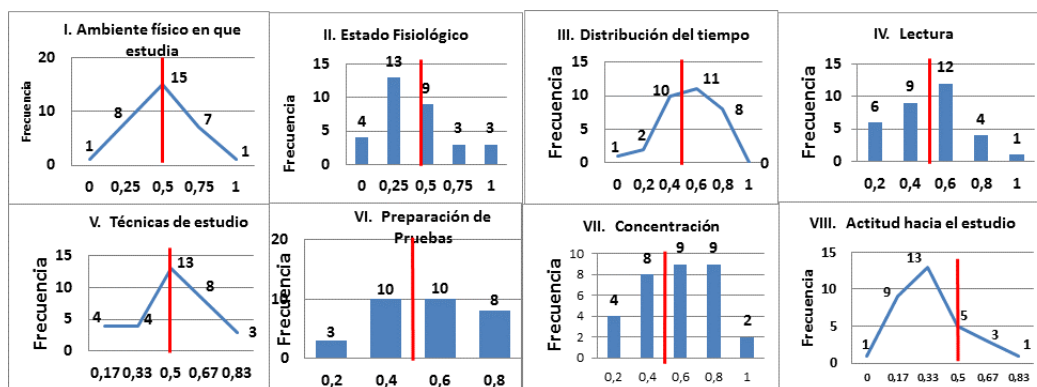 I. Ambiente físico en que estudia
Frecuencia
20
10
0
1
8
15
7
1
0 0,25 0,5 0,75 1
II. Estado Fisiológico
Frecuencia
15
10
5
0
4
13
9
3
3
0 0,25 0,5 0,75 1
III. Distribución del tiempo
Frecuencia
15
10
5
0
1
2
10
11
8
0
0 0,2 0,4 0,6 0,8 1
IV. Lectura
Frecuencia
15
10
5
0
6
9
12
4
1
0,2 0,4 0,6 0,8 1
V. Técnicas de estudio
Frecuencia
15
10
5
0
4
4
13
8
3
0,17 0,33 0,5 0,67 0,83
VI. Preparación de
Pruebas
Frecuencia
20
10
0
3
10
10
8
0,2 0,4 0,6 0,8
VII. Concentración
Frecuencia
10
8
6
4
2
0
4
8
9
9
2
0,2 0,4 0,6 0,8 1
VIII. Actitud hacia el estudio
Frecuencia
15
10
5
0
1
9
13
5
3
1
0 0,17 0,33 0,5 0,67 0,83